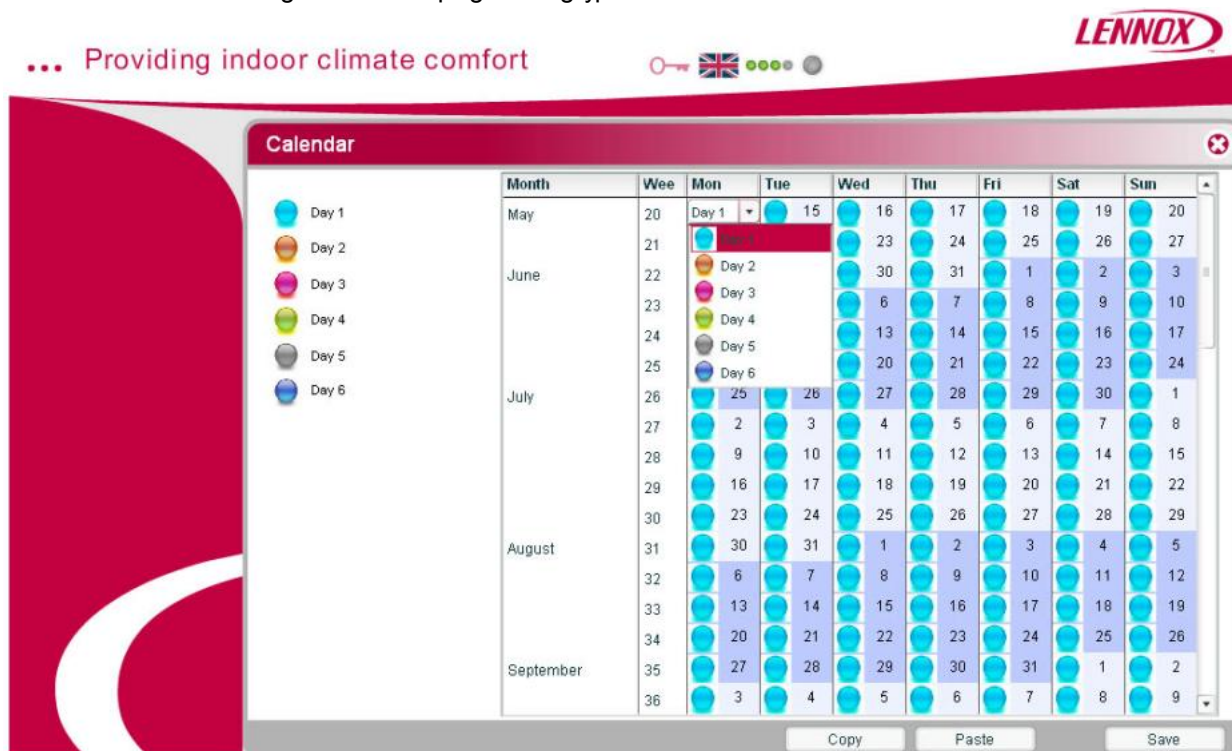 LENNOX
... Providing indoor climate comfort
Calendar
Day 1
Day 2
Day 3
Day 4
Day 5
Day 6
Month Wee Mon Tue Wed Thu Fri Sat Sun
May 20 Day 1 15 16 17 18 19 20
21 23 24 25 26 27
Day 2
June 22 30 31 1 2 3
Day 3
23 6 7 8 9 10
Day 4
24 13 14 15 16 17
Day 5
25 20 21 22 23 24
Day 6
July 26 25 26 27 28 29 30 1
27 2 3 4 5 6 7 8
28 9 10 11 12 13 14 15
29 16 17 18 19 20 21 22
30 23 24 25 26 27 28 29
August 31 30 31 1 2 3 4 5
32 6 7 8 9 10 11 12
33 13 14 15 16 17 18 19
34 20 21 22 23 24 25 26
September 35 27 28 29 30 31 1 2
36 3 4 5 6 7 8 9
Copy Paste Save